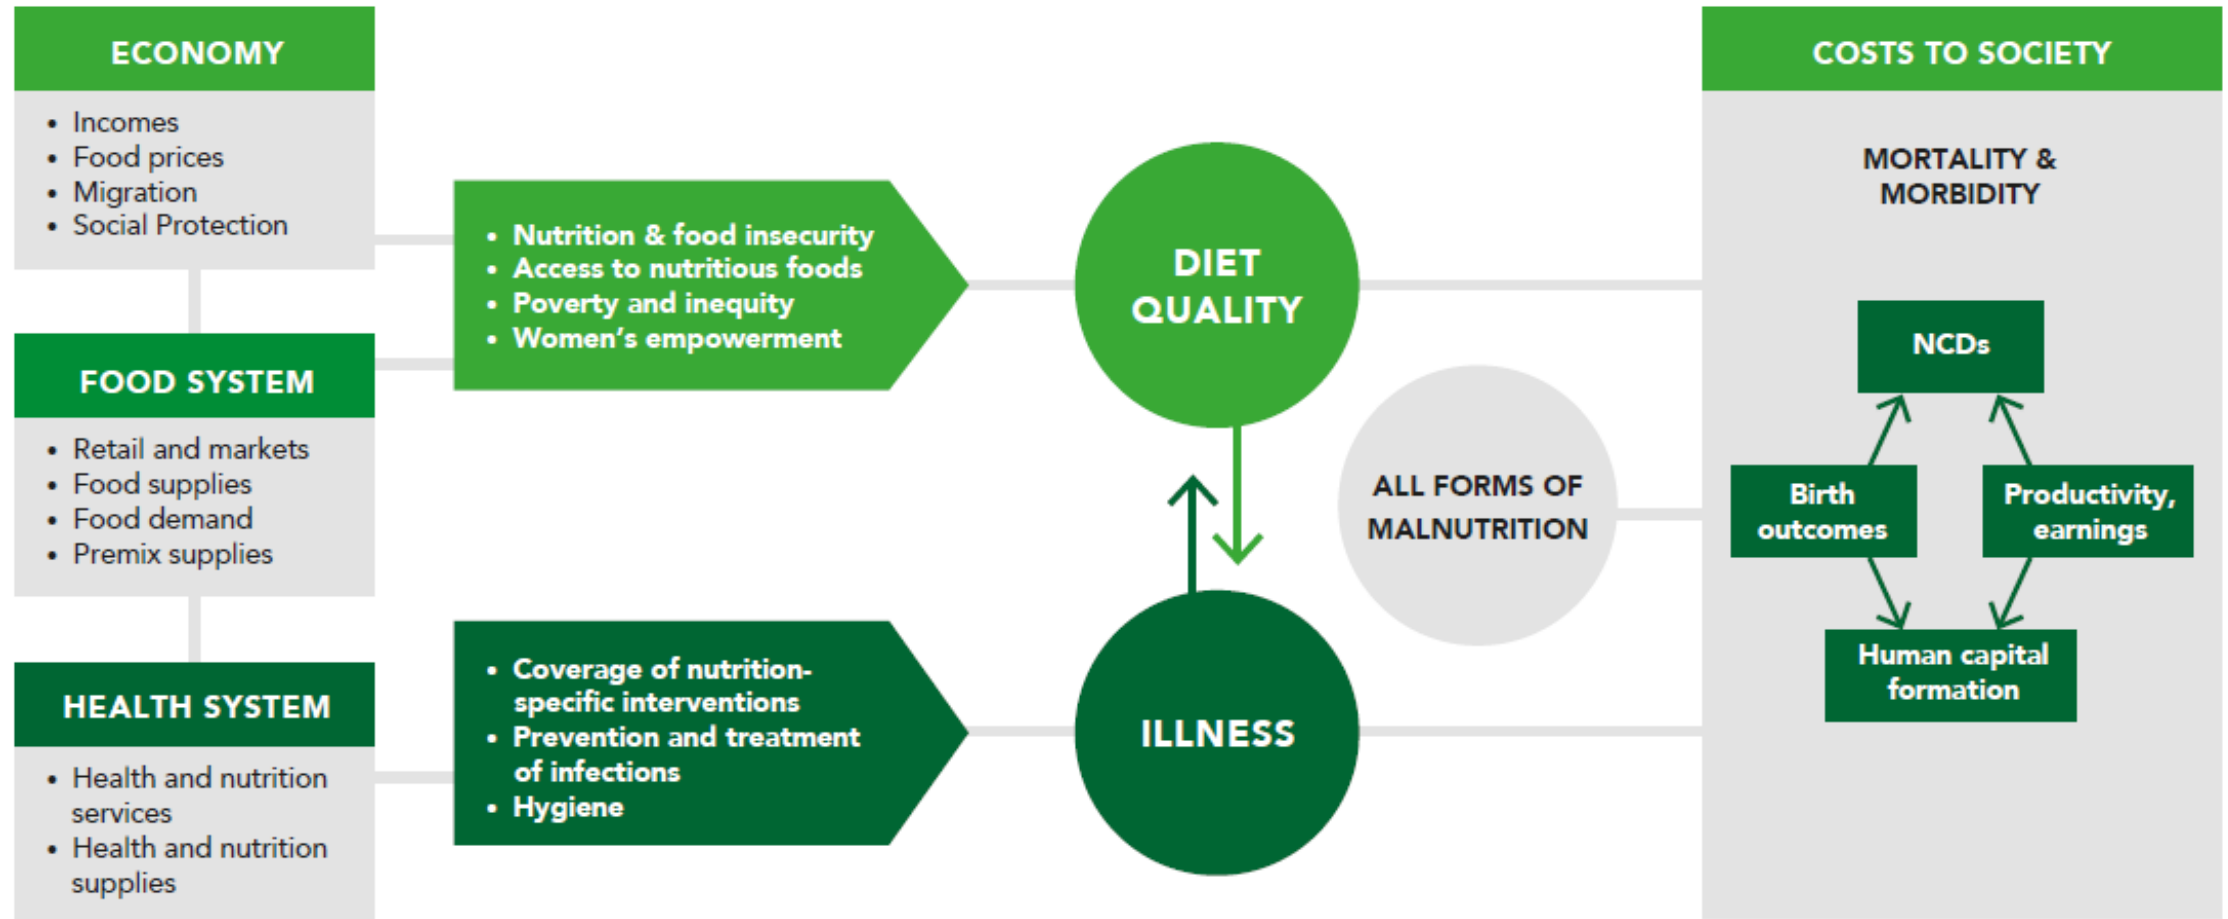 ECONOMY
• Incomes
• Food prices
• Migration
• Social Protection
FOOD SYSTEM
• Retail and markets
• Food supplies
• Food demand
• Premix supplies
HEALTH SYSTEM
• Health and nutrition
services
• Health and nutrition
supplies
• Nutrition & food insecurity
• Access to nutritious foods
• Poverty and inequity
• Women’s empowerment
• Coverage of nutrition-
specific interventions
• Prevention and treatment
of infections
• Hygiene
DIET
QUALITY
ILLNESS
ALL FORMS OF
MALNUTRITION
COSTS TO SOCIETY
MORTALITY &
MORBIDITY
NCDs
Birth
outcomes
Productivity,
earnings
Human capital
formation